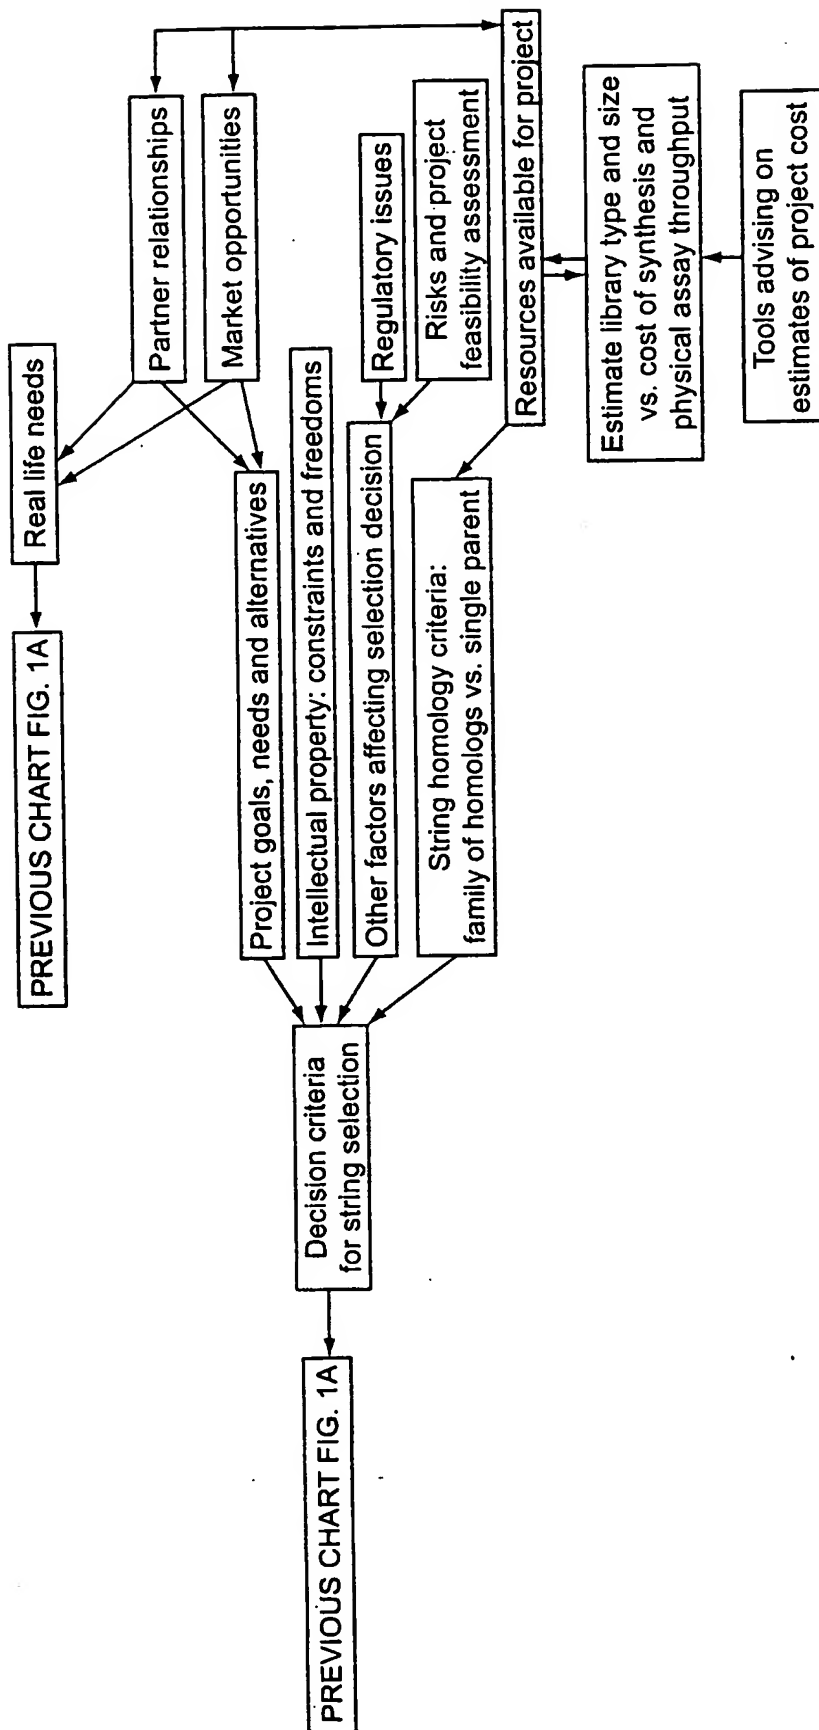 PREVIOUS CHART FIG. 1A
Real life needs
Partner relationships
Market opportunities
Project goals, needs and alternatives
Intellectual property: constraints and freedoms
Regulatory issues
Risks and project
feasibility assessment
Other factors affecting selection decision
String homology criteria:
family of homologs vs. single parent
Resources available for project
Estimate library type and size
vs. cost of synthesis and
physical assay throughput
Tools advising on
estimates of project cost
Decision criteria
for string selection
PREVIOUS CHART FIG. 1A